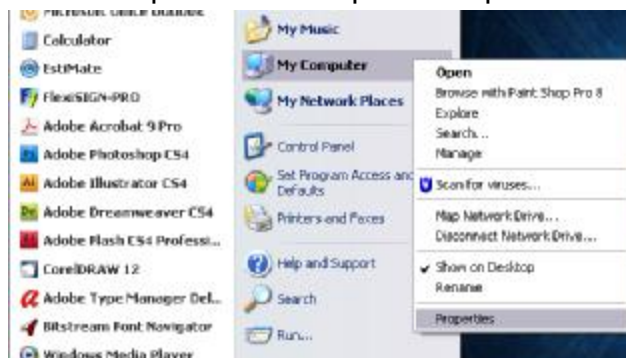 Calculator
EstiMate
FlexiSIGN-PRO
Adobe Acrobat 9 Pro
Adobe Photoshop CS4
Adobe Illustrator CS4
Adobe Dreamweaver CS4
Adobe Flash CS4 Professi...
CorelDRAW 12
Adobe Type Manager Del...
Bitstream Font Navigator
Windows Media Player
My Music
My Computer
My Network Places
Control Panel
Set Program Access and
Defaults
Printers and Faxes
Help and Support
Search
Run...
Open
Browse with Paint Shop Pro 8
Explore
Search...
Manage
Scan for viruses...
Map Network Drive...
Disconnect Network Drive...
Show on Desktop
Rename
Properties